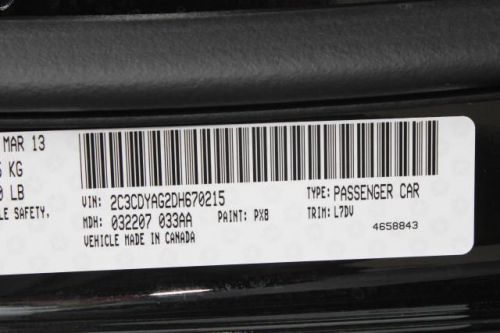 MAR 13
KG
LB
SAFETY.
VIN: 2C3CDYAG2DH670215
TYPE: PASSENGER CAR
MDH: 032207 033AA
PAINT: PX8
TRIM: L7DV
VEHICLE MADE IN CANADA
4658843